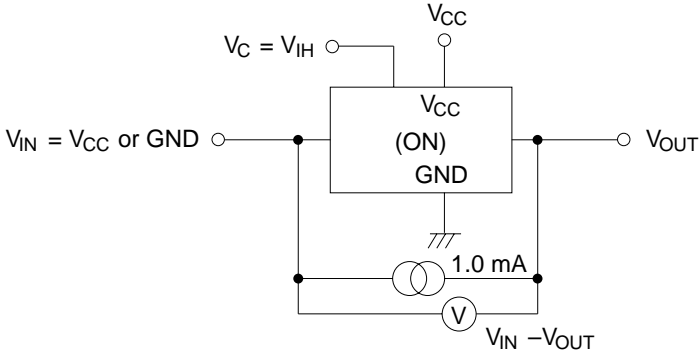 VCC
VC = VIH
VCC
VIN = VCC or GND
(ON)
VOUT
GND
1.0 mA
V
VIN –VOUT